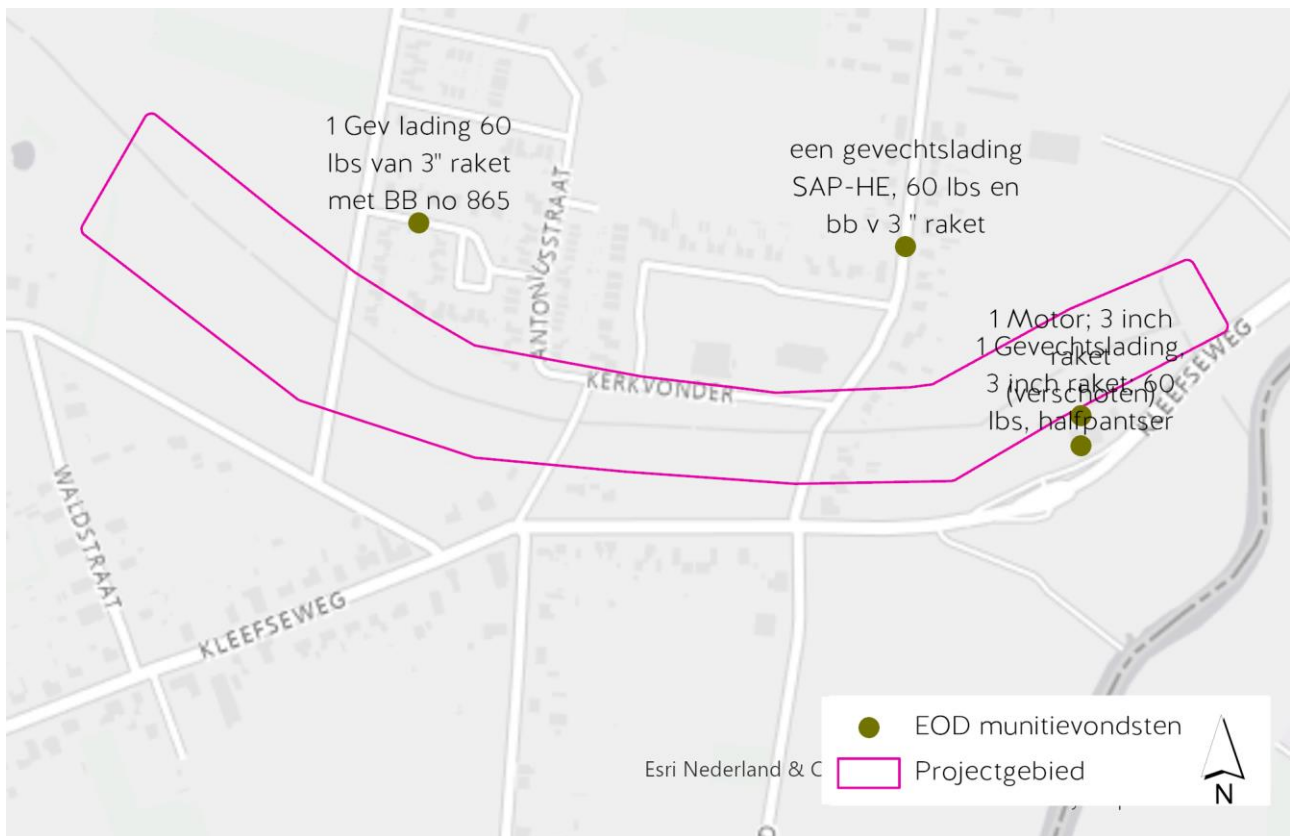 1 Gev lading 60
lbs van 3" raket
met BB no 865
een gevechtslading
SAP-HE, 60 lbs en
bb v 3 " raket
ANTONIUSSTRAAT
KERKVONDER
1 Motor; 3 inch
raket
(verschoten)
1 Gevechtslading,
3 inch raket, 60
lbs, halfpantser
KLEEFSEWEG
WALDSTRAAT
KLEEFSEWEG
EOD munitievondsten
Projectgebied
N
Esri Nederland & C